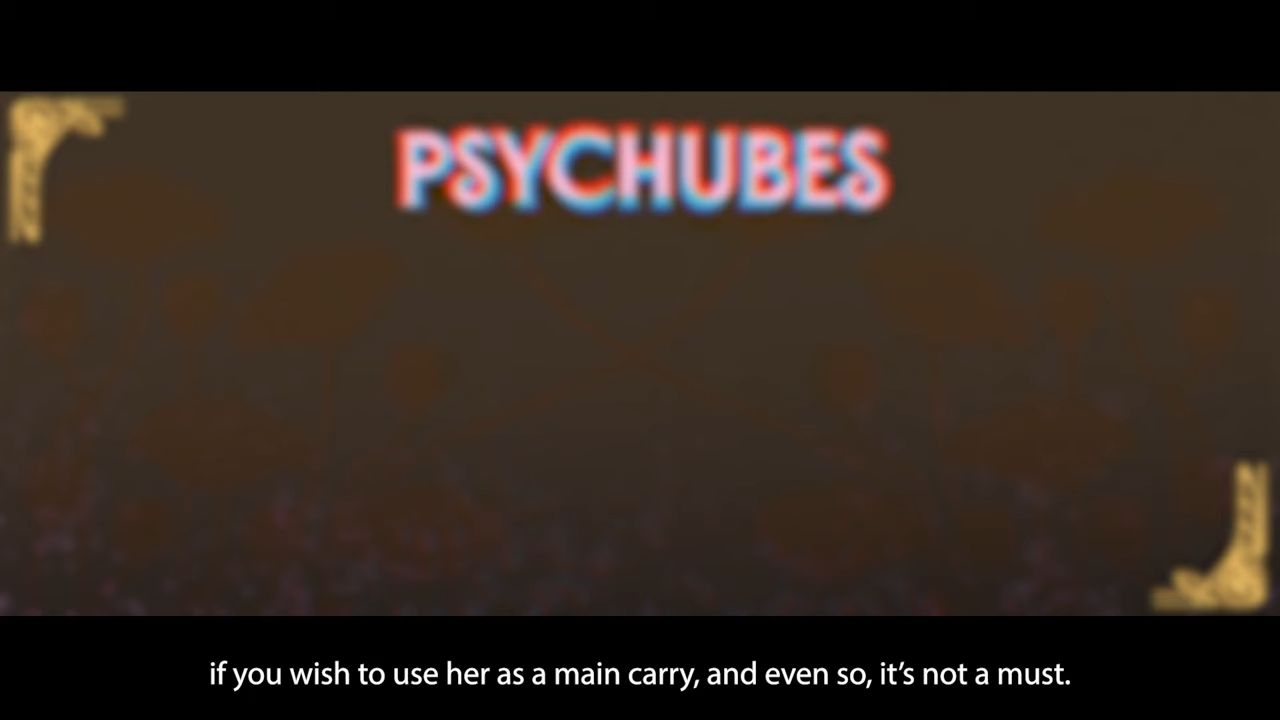 PSYCHUBES
if you wish to use her as a main carry, and even so, it’s not a must.